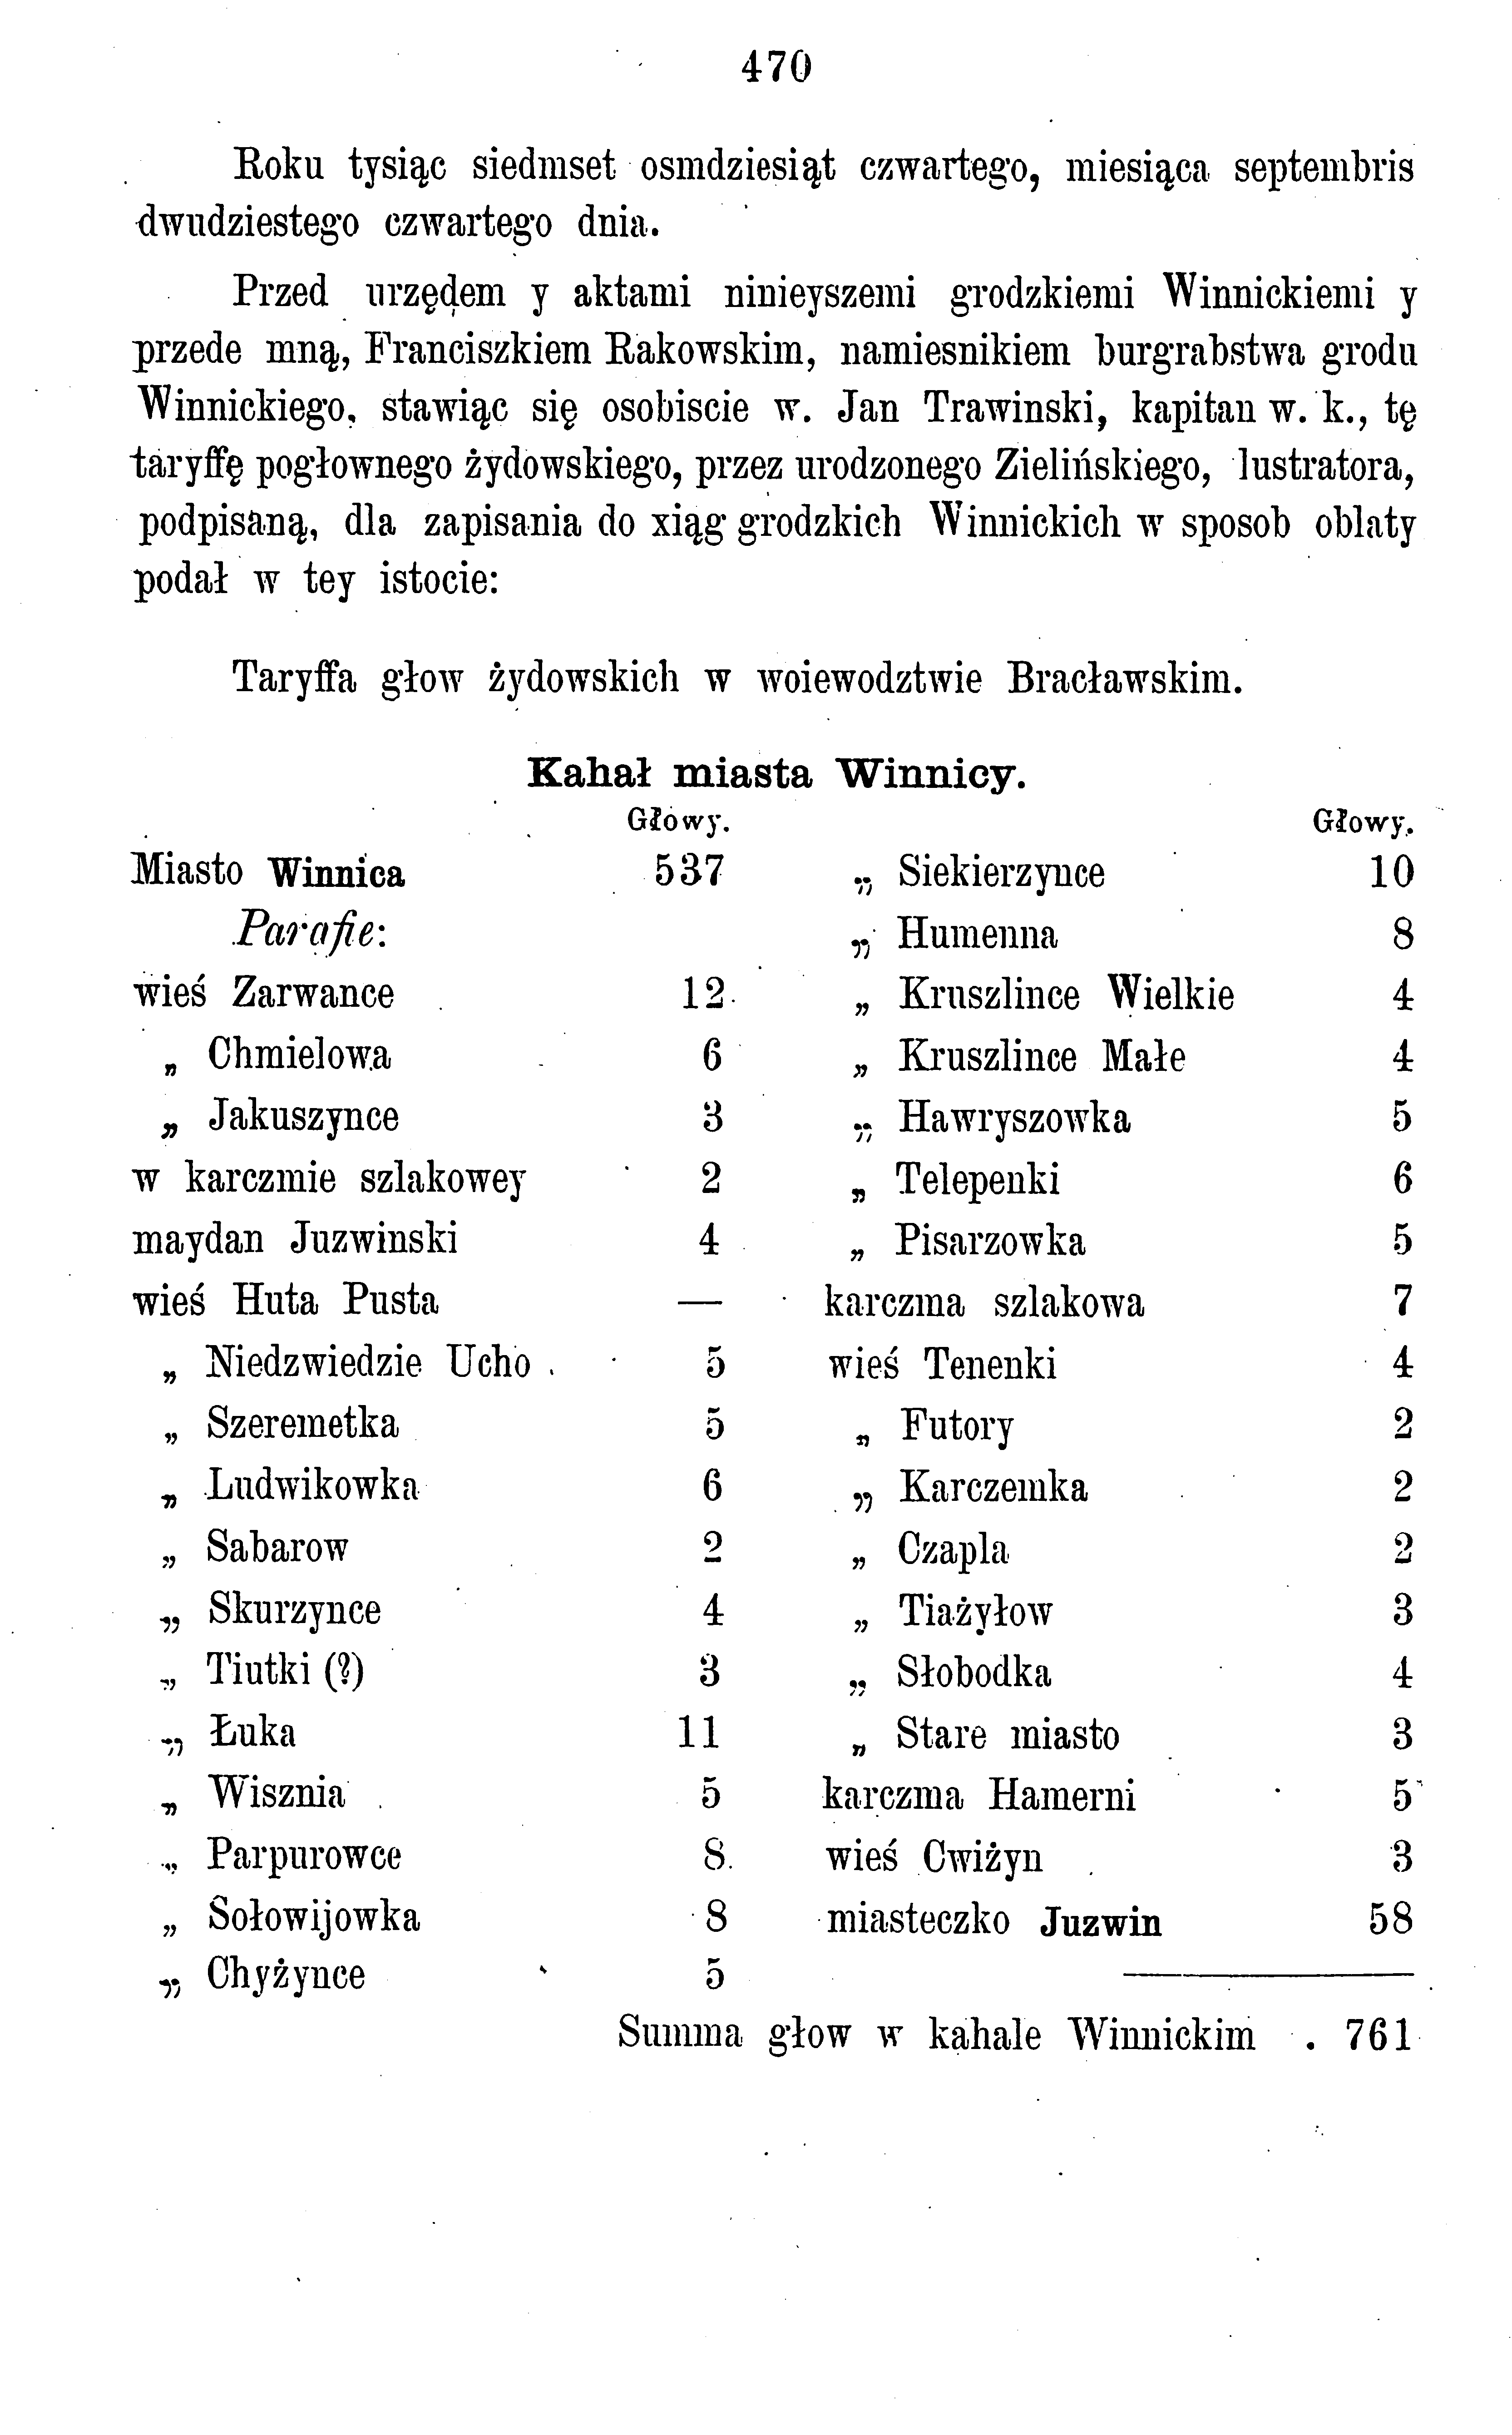 470
Roku tysiąc siedmset osmdziesiąt czwartego, miesiąca septembris
dwudziestego czwartego dnia.
Przed urzędem y aktami ninieyszemi grodzkiemi Winnickiemi y
przede mną, Franciszkiem Rakowskim, namiesnikiem burgrabstwa grodu
Winnickiego, stawiąc się osobiscie w. Jan Trawinski, kapitan w. k., tę
taryffę pogłownego żydowskiego, przez urodzonego Zielińskiego, lustratora,
podpisaną, dla zapisania do xiąg grodzkich Winnickich w sposob oblaty
podał w tey istocie:
Taryffa głow żydowskich w woiewodztwie Bracławskim.
Kahał miasta Winnicy.
Głowy.
Miasto Winnica 537
Parafie:
wieś Zarwance 12
„ Chmielowa 6
„ Jakuszynce 3
w karczmie szlakowey 2
maydan Juzwinski 4
wieś Huta Pusta —
„ Niedzwiedzie Ucho . 5
„ Szeremetka 5
„ Ludwikowka 6
„ Sabarow 2
„ Skurzynce 4
„ Tiutki (?) 3
„ Łuka 11
„ Wisznia 5
„ Parpurowce 8
„ Sołowijowka 8
„ Chyżynce 5
Głowy.
„ Siekierzynce 10
„ Humenna 8
„ Kruszlince Wielkie 4
„ Kruszlince Małe 4
„ Hawryszowka 5
„ Telepenki 6
„ Pisarzowka 5
karczma szlakowa 7
wieś Tenenki 4
„ Futory 2
„ Karczemka 2
„ Czapla 2
„ Tiażyłow 3
„ Słobodka 4
„ Stare miasto 3
karczma Hamerni 5
wieś Cwiżyn 3
miasteczko Juzwin 58
Summa głow w kahale Winnickim . 761